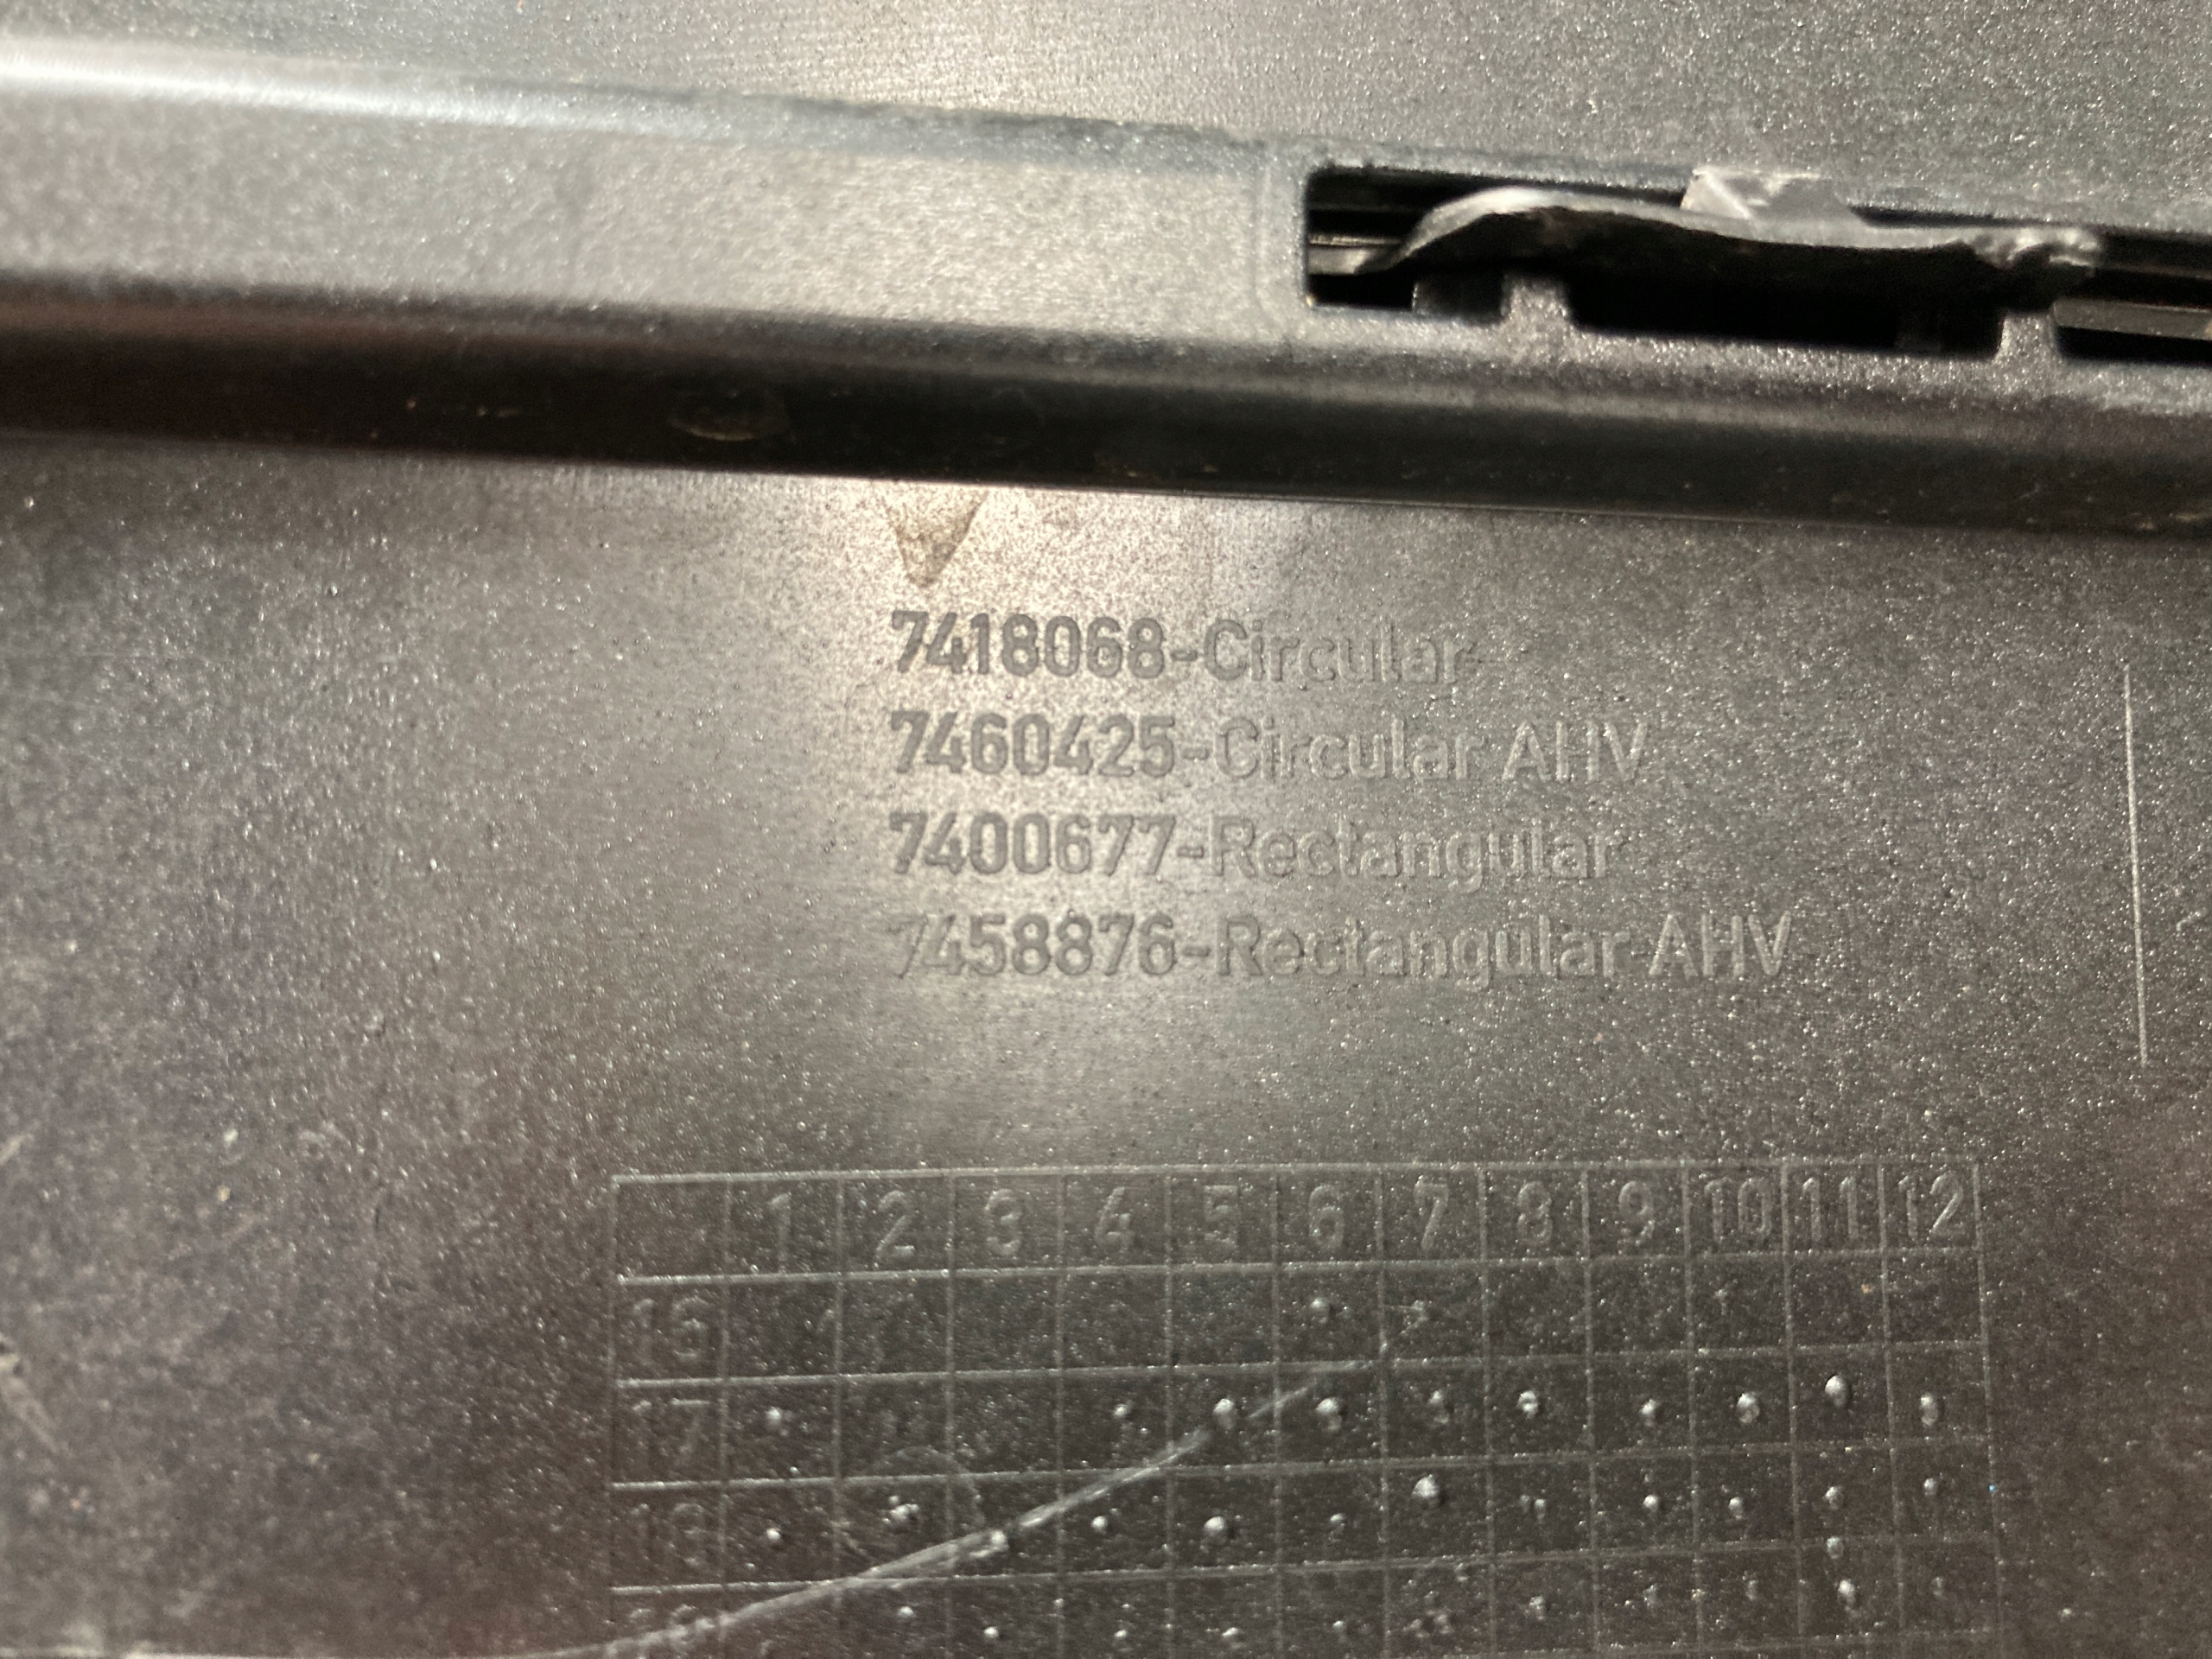 7418068-Circular
7460425-Circular AHV
7400677-Rectangular
7458876-Rectangular AHV
1 2 3 4 5 6 7 8 9 10 11 12
16
17
18